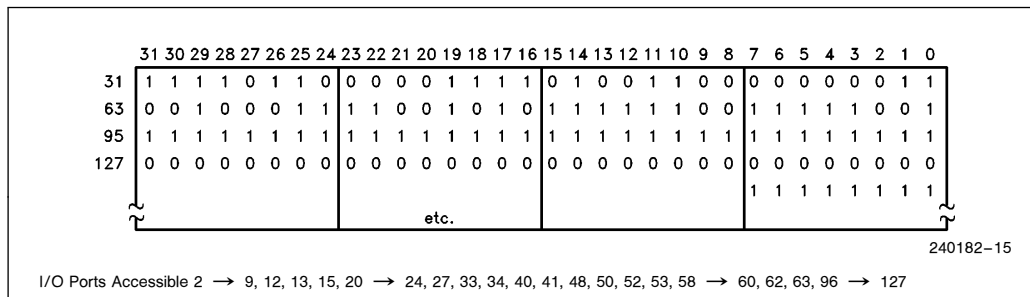 31 30 29 28 27 26 25 24 23 22 21 20 19 18 17 16 15 14 13 12 11 10 9 8 7 6 5 4 3 2 1 0
31 1 1 1 1 0 1 1 0 0 0 0 0 1 1 1 1 0 1 0 0 1 1 0 0 0 0 0 0 0 0 1 1
63 0 0 1 0 0 0 1 1 1 1 0 0 1 0 1 0 1 1 1 1 1 1 0 0 1 1 1 1 1 0 0 1
95 1 1 1 1 1 1 1 1 1 1 1 1 1 1 1 1 1 1 1 1 1 1 1 1 1 1 1 1 1 1 1 1
127 0 0 0 0 0 0 0 0 0 0 0 0 0 0 0 0 0 0 0 0 0 0 0 0 0 0 0 0 0 0 0 0
1 1 1 1 1 1 1 1
etc.
240182–15
I/O Ports Accessible 2 → 9, 12, 13, 15, 20 → 24, 27, 33, 34, 40, 41, 48, 50, 52, 53, 58 → 60, 62, 63, 96 → 127